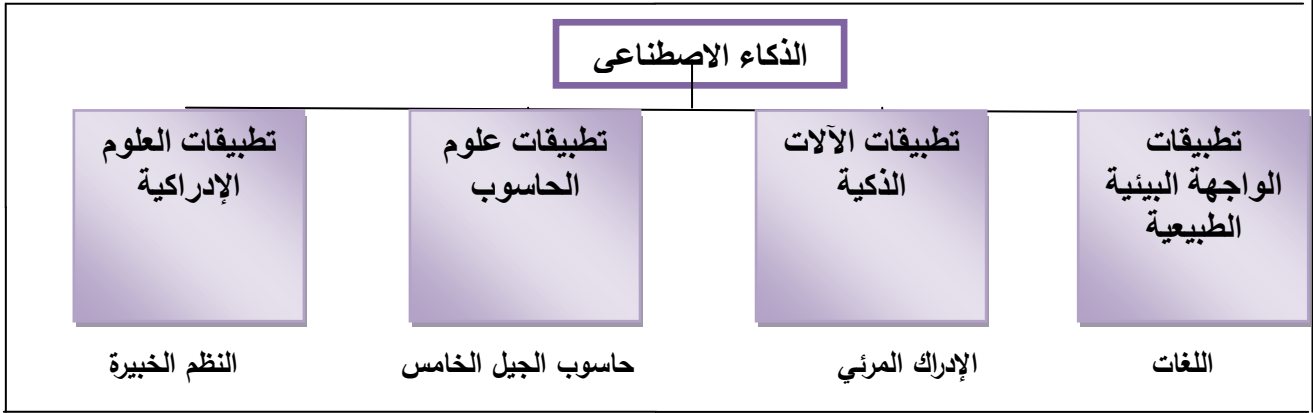 الذكاء الاصطناعى
تطبيقات
الواجهة البيئية
الطبيعية
تطبيقات الآلات
الذكية
تطبيقات علوم
الحاسوب
تطبيقات العلوم
الإدراكية
اللغات
الإدراك المرئي
حاسوب الجيل الخامس
النظم الخبيرة